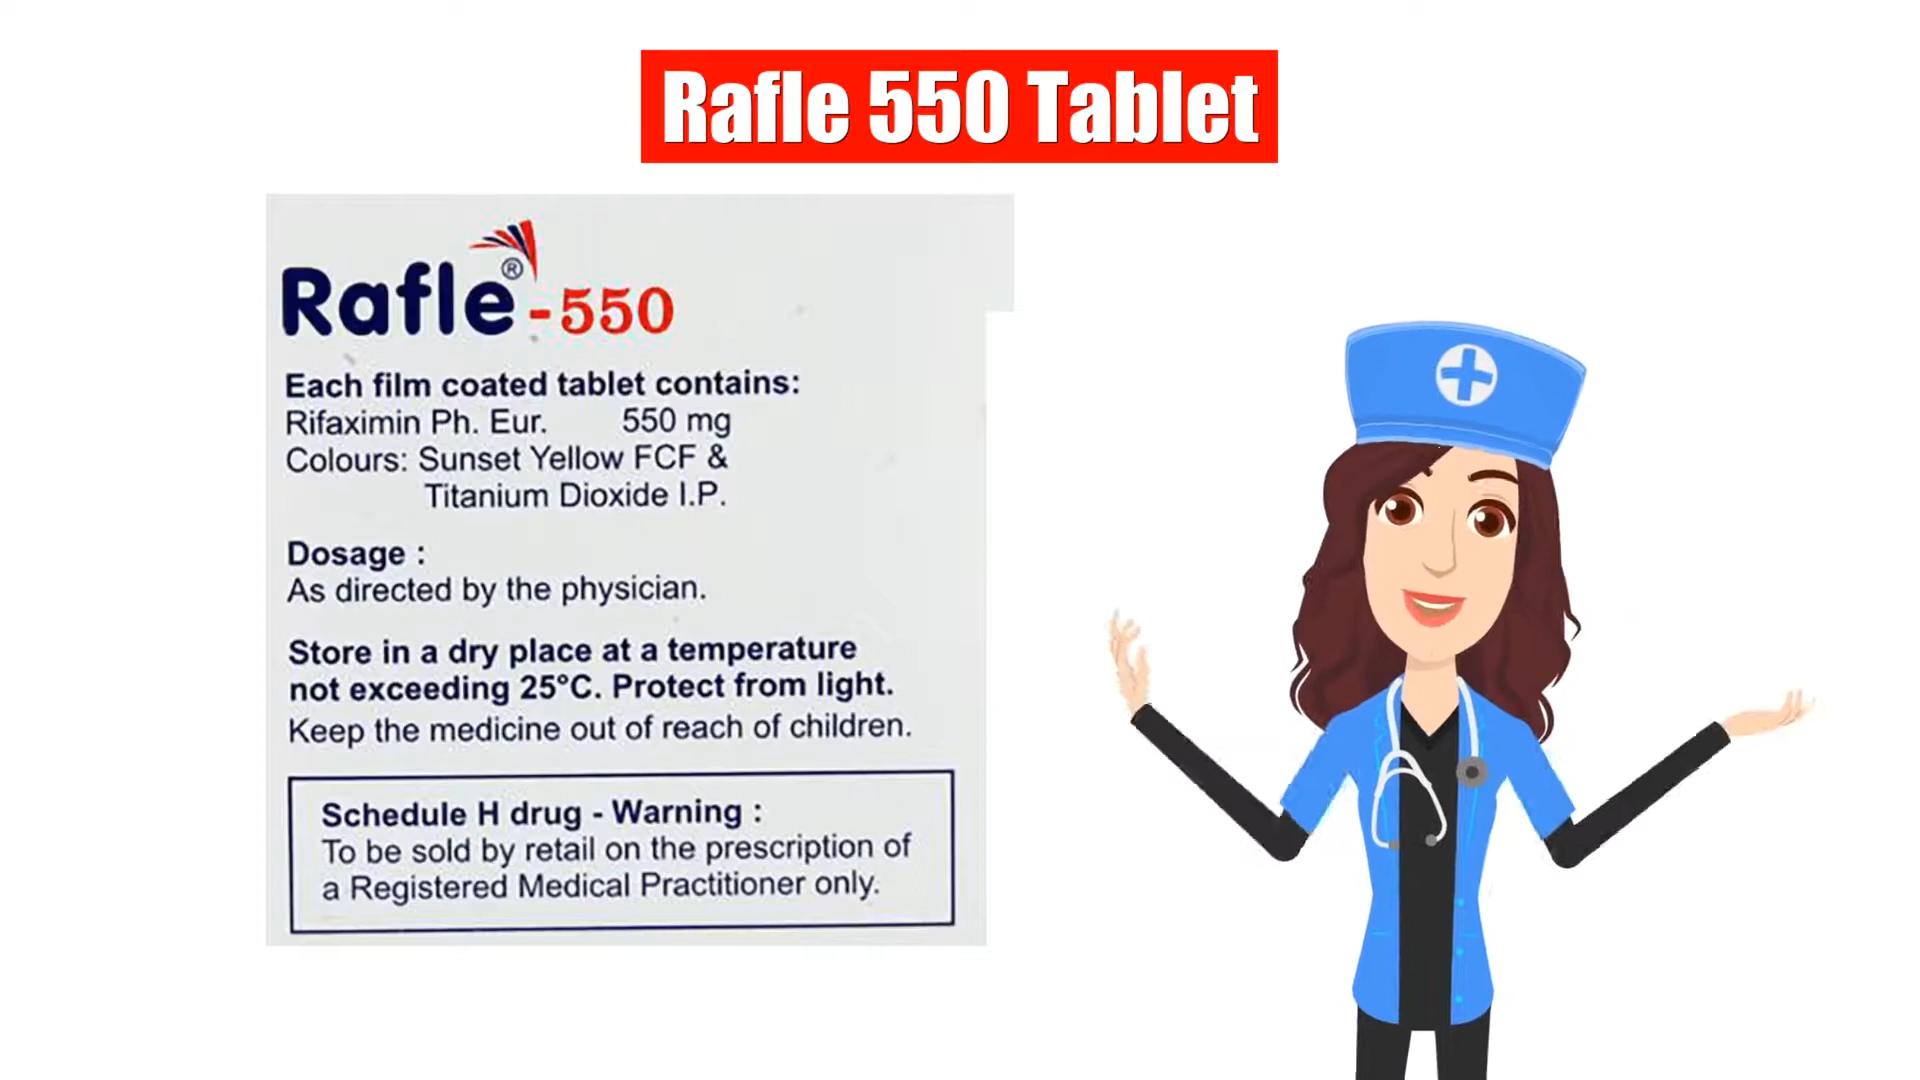 Rafle 550 Tablet
Rafle®-550
Each film coated tablet contains:
Rifaximin Ph. Eur. 550 mg
Colours: Sunset Yellow FCF &
Titanium Dioxide I.P.
Dosage :
As directed by the physician.
Store in a dry place at a temperature
not exceeding 25°C. Protect from light.
Keep the medicine out of reach of children.
Schedule H drug - Warning :
To be sold by retail on the prescription of
a Registered Medical Practitioner only.